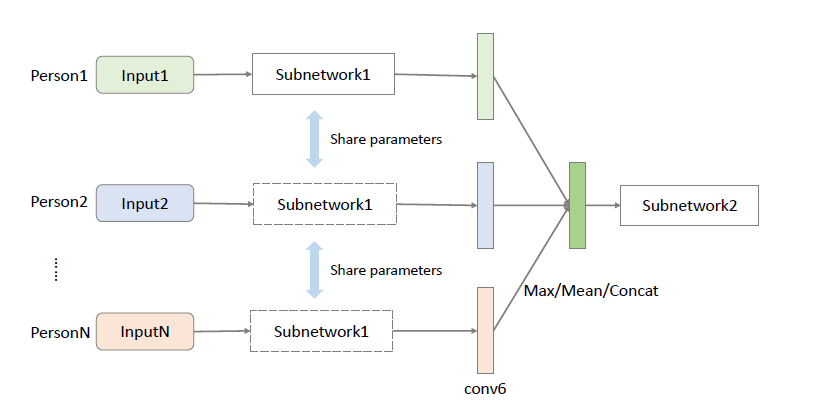 Person1
Input1
Subnetwork1
Share parameters
Person2
Input2
Subnetwork1
Subnetwork2
Share parameters
Max/Mean/Concat
PersonN
InputN
Subnetwork1
conv6